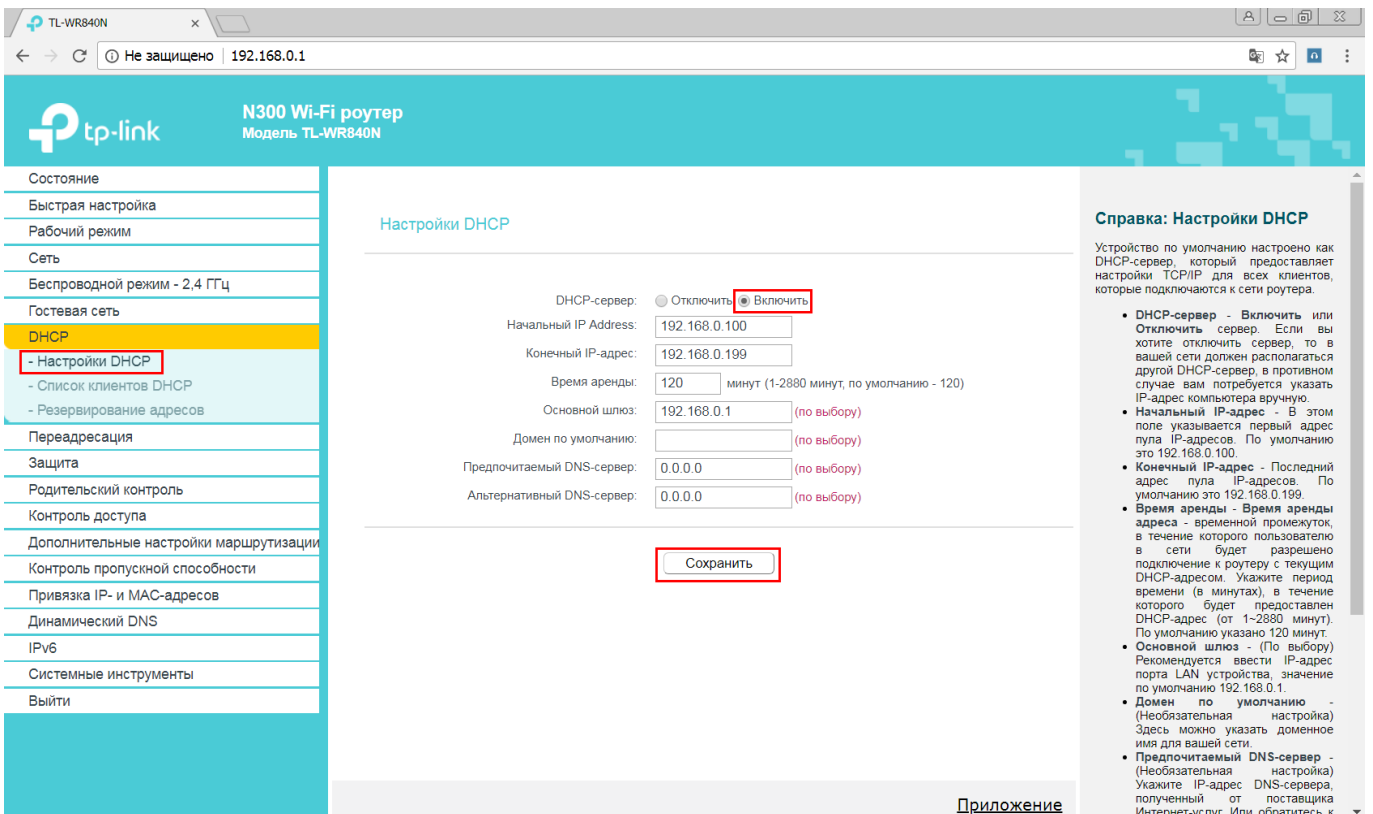 TL-WR840N
Не защищено 192.168.0.1
tp-link
N300 Wi-Fi роутер
Модель TL-WR840N
Состояние
Быстрая настройка
Рабочий режим
Сеть
Беспроводной режим - 2,4 ГГц
Гостевая сеть
DHCP
- Настройки DHCP
- Список клиентов DHCP
- Резервирование адресов
Переадресация
Защита
Родительский контроль
Контроль доступа
Дополнительные настройки маршрутизации
Контроль пропускной способности
Привязка IP- и MAC-адресов
Динамический DNS
IPv6
Системные инструменты
Выйти
Настройки DHCP
DHCP-сервер: Отключить Включить
Начальный IP Address: 192.168.0.100
Конечный IP-адрес: 192.168.0.199
Время аренды: 120 минут (1-2880 минут, по умолчанию - 120)
Основной шлюз: 192.168.0.1 (по выбору)
Домен по умолчанию: (по выбору)
Предпочитаемый DNS-сервер: 0.0.0.0 (по выбору)
Альтернативный DNS-сервер: 0.0.0.0 (по выбору)
Сохранить
Приложение
Справка: Настройки DHCP
Устройство по умолчанию настроено как
DHCP-сервер, который предоставляет
настройки TCP/IP для всех клиентов,
которые подключаются к сети роутера.
• DHCP-сервер - Включить или
Отключить сервер. Если вы
хотите отключить сервер, то в
вашей сети должен располагаться
другой DHCP-сервер, в противном
случае вам потребуется указать
IP-адрес компьютера вручную.
• Начальный IP-адрес - В этом
поле указывается первый адрес
пула IP-адресов. По умолчанию
это 192.168.0.100.
• Конечный IP-адрес - Последний
адрес пула IP-адресов. По
умолчанию это 192.168.0.199.
• Время аренды - Время аренды
адреса - временной промежуток,
в течение которого пользователю
в сети будет разрешено
подключение к роутеру с текущим
DHCP-адресом. Укажите период
времени (в минутах), в течение
которого будет предоставлен
DHCP-адрес (от 1~2880 минут).
По умолчанию указано 120 минут.
• Основной шлюз - (По выбору)
Рекомендуется ввести IP-адрес
порта LAN устройства, значение
по умолчанию 192.168.0.1.
• Домен по умолчанию -
(Необязательная настройка)
Здесь можно указать доменное
имя для вашей сети.
• Предпочитаемый DNS-сервер -
(Необязательная настройка)
Укажите IP-адрес DNS-сервера,
полученный от поставщика
Интернет-услуг. Или обратитесь к